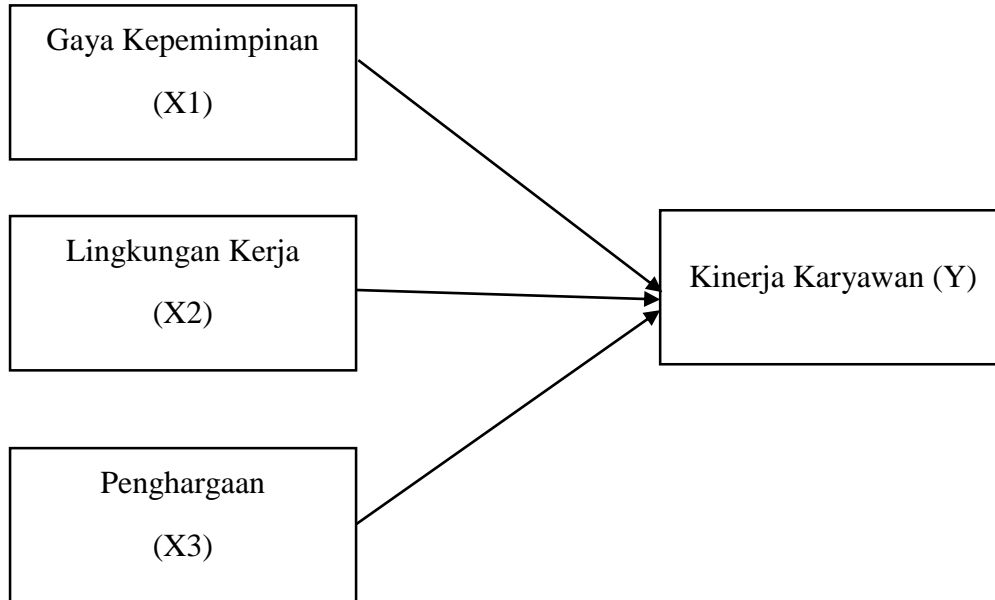 Gaya Kepemimpinan
(X1)
Lingkungan Kerja
(X2)
Kinerja Karyawan (Y)
Penghargaan
(X3)